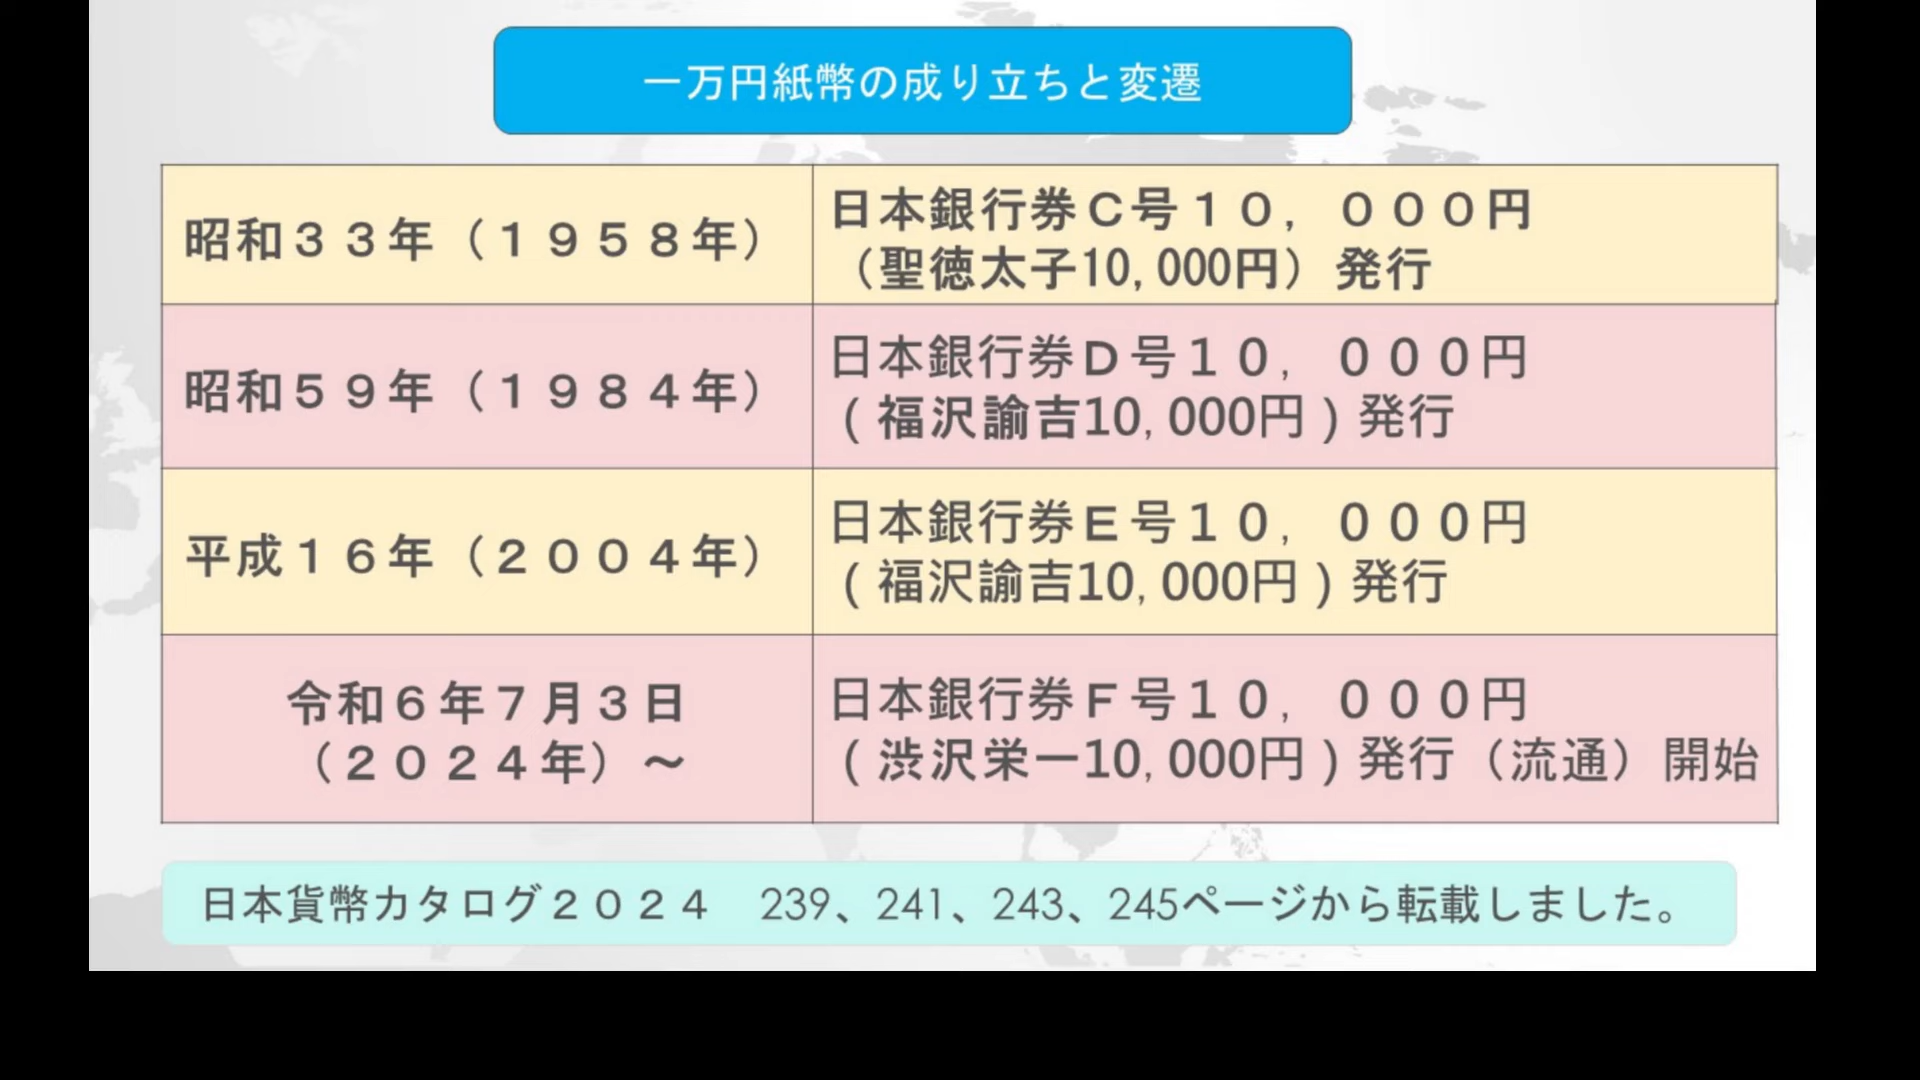 一万円紙幣の成り立ちと変遷
昭和３３年（１９５８年）
日本銀行券Ｃ号１０，０００円
（聖徳太子10,000円）発行
昭和５９年（１９８４年）
日本銀行券Ｄ号１０，０００円
(福沢諭吉10,000円)発行
平成１６年（２００４年）
日本銀行券Ｅ号１０，０００円
(福沢諭吉10,000円)発行
令和６年７月３日
（２０２４年）～
日本銀行券Ｆ号１０，０００円
(渋沢栄一10,000円)発行（流通）開始
日本貨幣カタログ２０２４　239、241、243、245ページから転載しました。